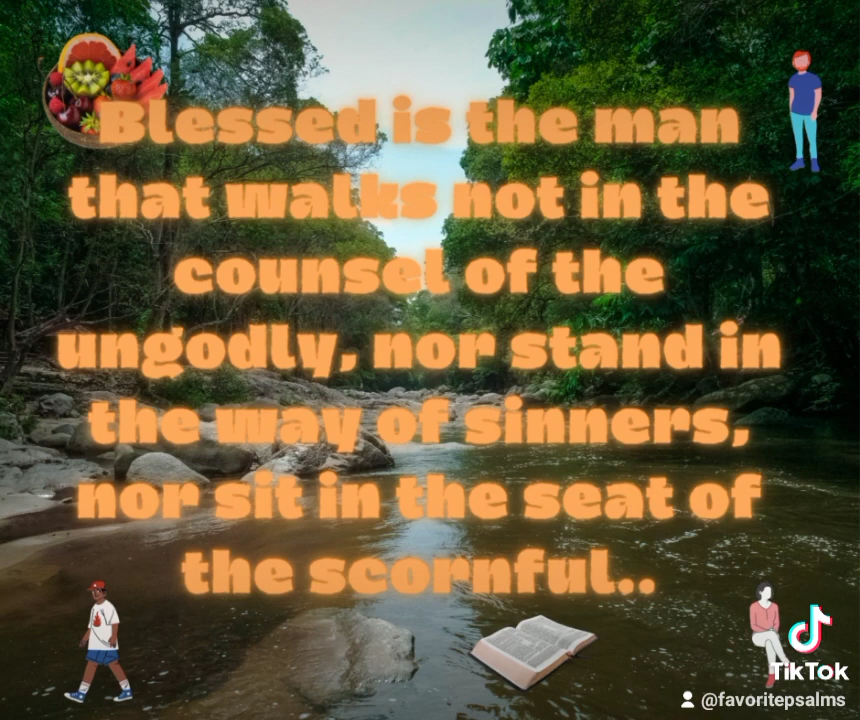 Blessed is the man
that walks not in the
counsel of the
ungodly, nor stand in
the way of sinners,
nor sit in the seat of
the scornful..
TikTok
@favoritepsalms